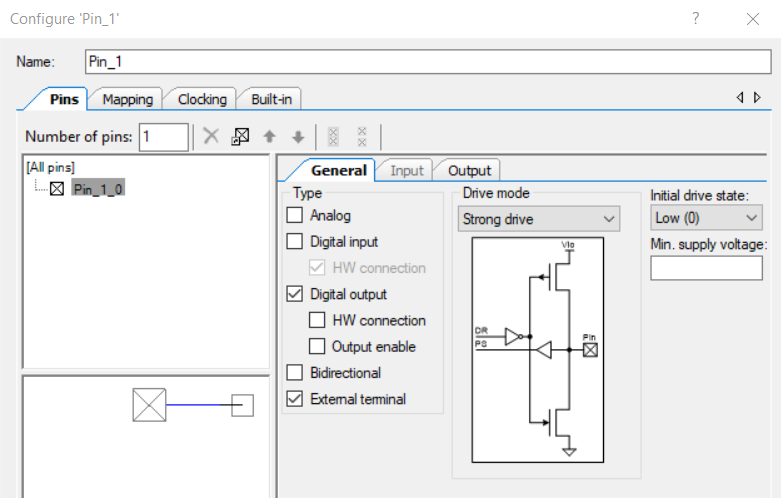 Configure 'Pin_1'
Name: Pin_1
Pins Mapping Clocking Built-in
Number of pins: 1
[All pins]
Pin_1_0
General Input Output
Type
Analog
Digital input
HW connection
Digital output
HW connection
Output enable
Bidirectional
External terminal
Drive mode
Strong drive
Vio
DR
PS
Pin
Initial drive state:
Low (0)
Min. supply voltage: